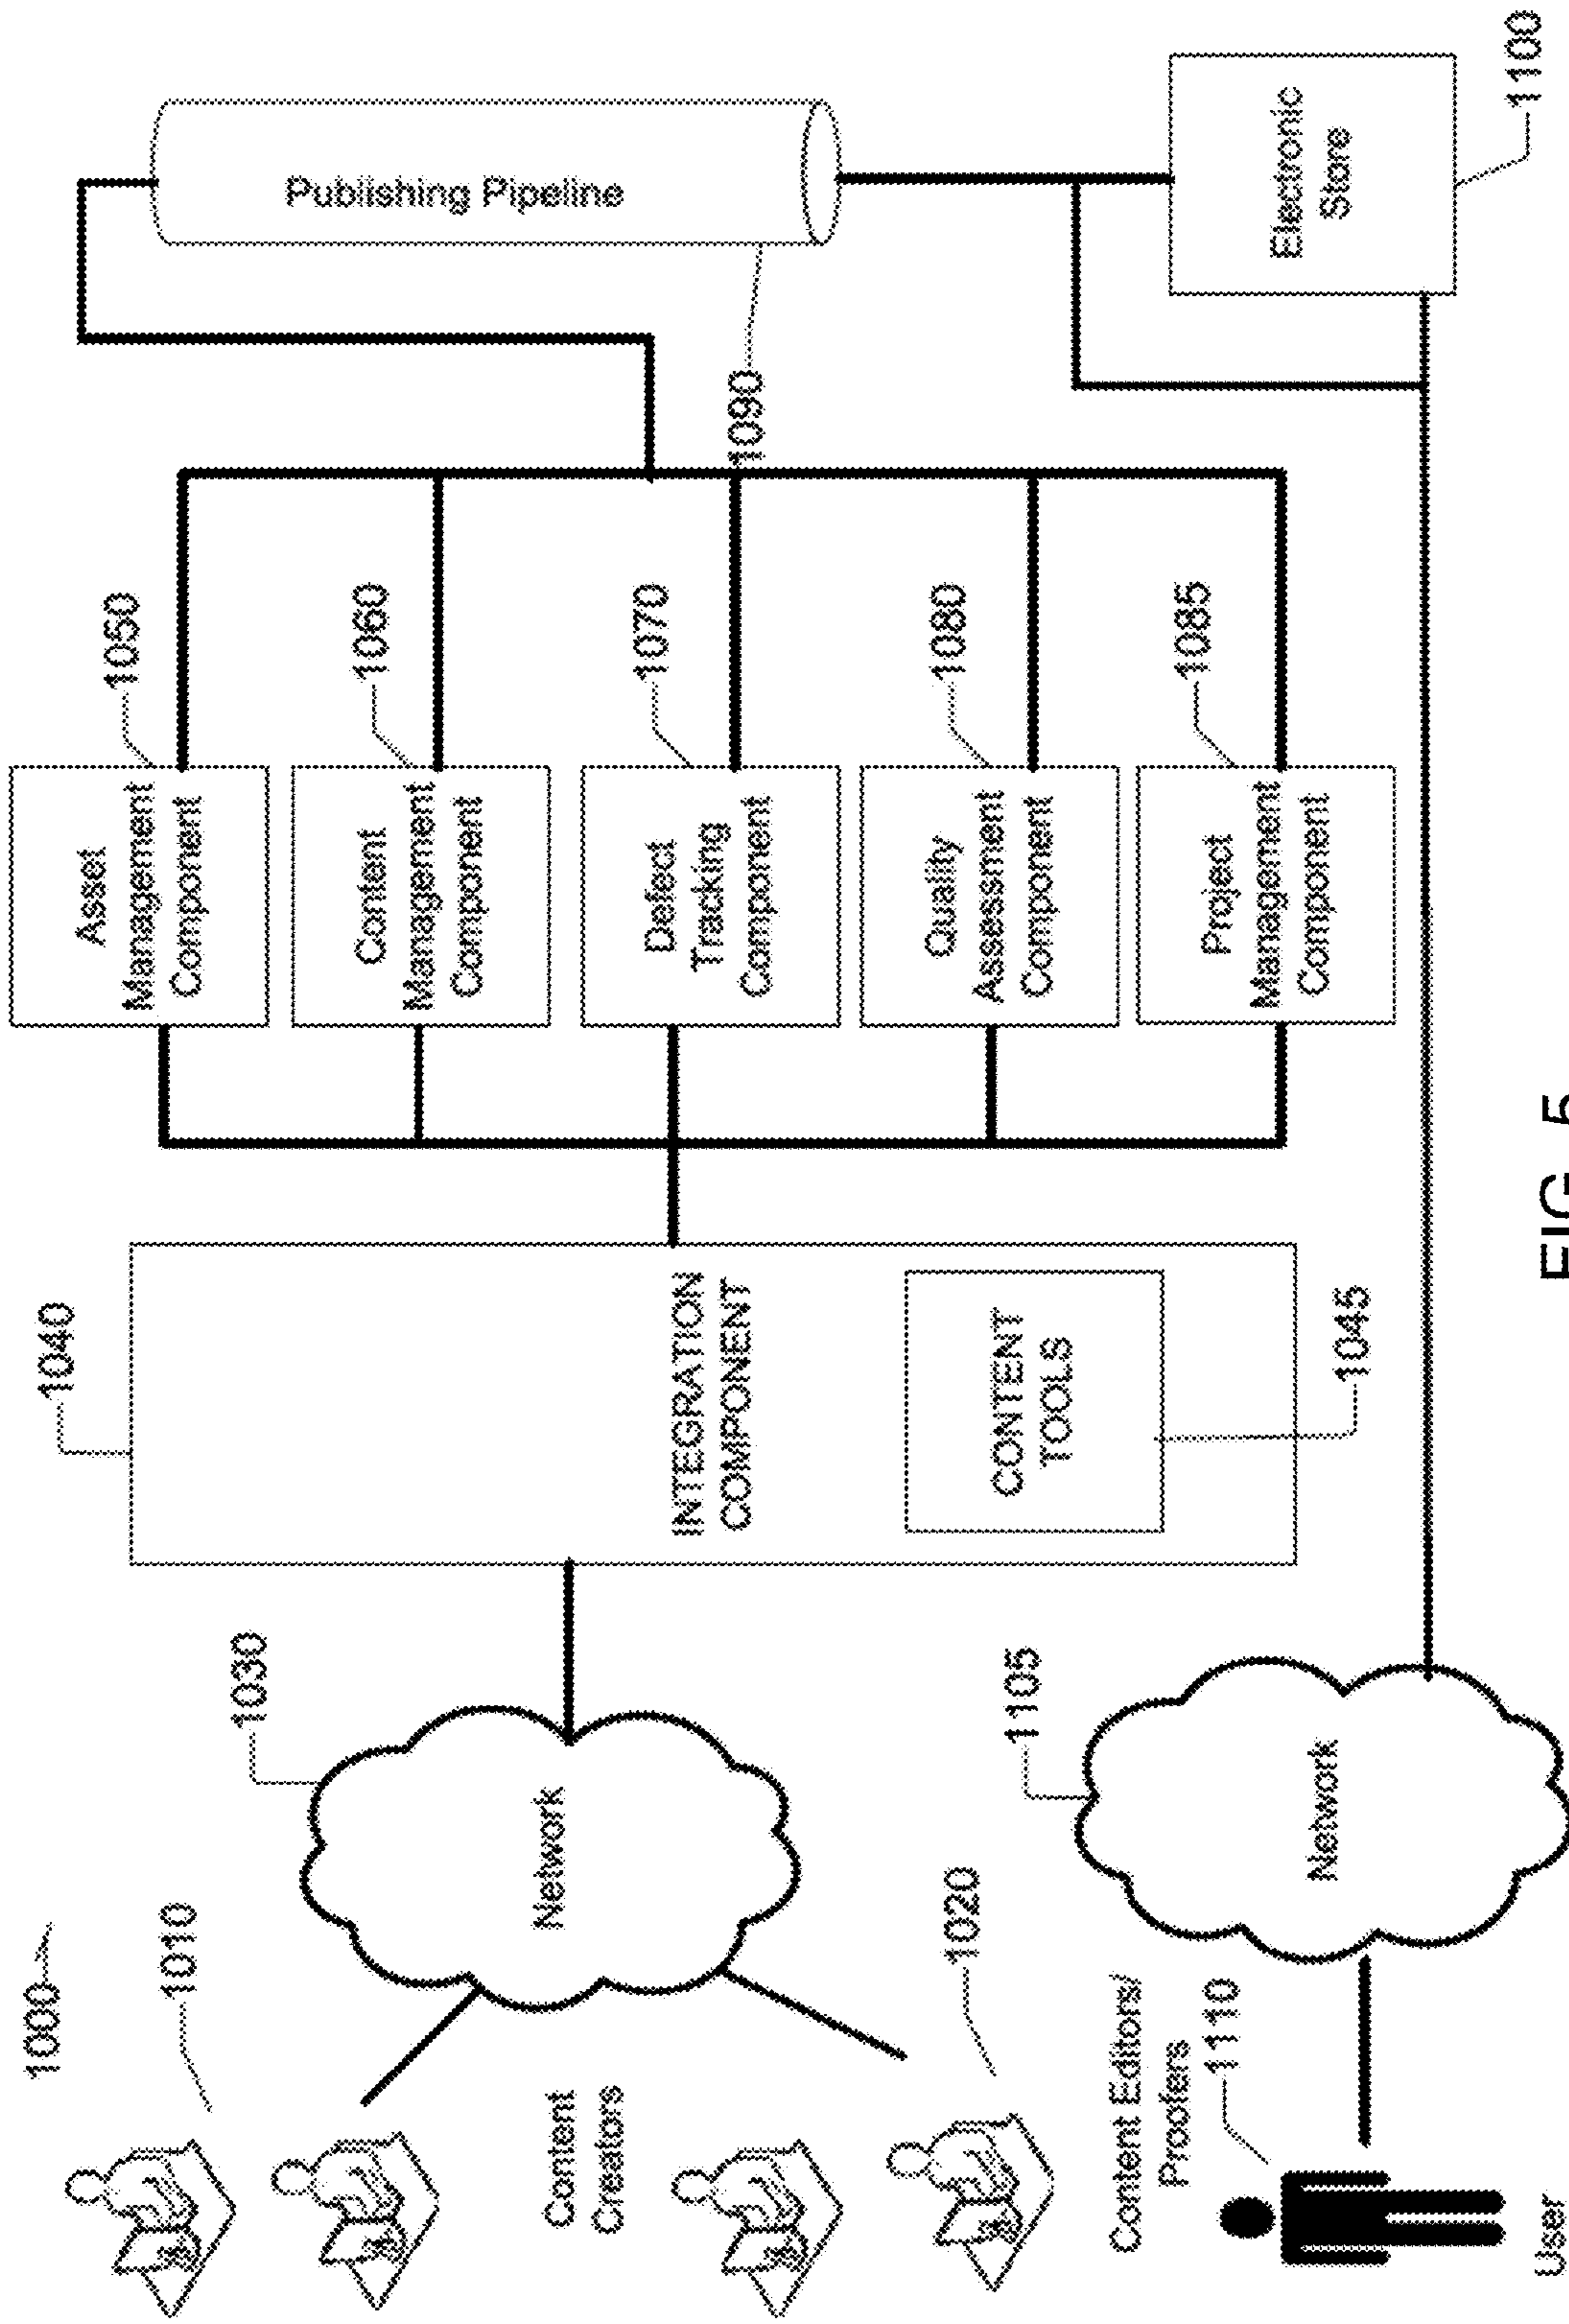 1000
1010
Content
Creators
1020
Content Editors/
Proofers
1110
User
1030
Network
1105
Network
1040
INTEGRATION
COMPONENT
CONTENT
TOOLS
1045
Asset
Management
Component
1050
Content
Management
Component
1060
Defect
Tracking
Component
1070
Quality
Assessment
Component
1080
Project
Management
Component
1085
Publishing Pipeline
1090
Electronic
Store
1100
FIG. 5